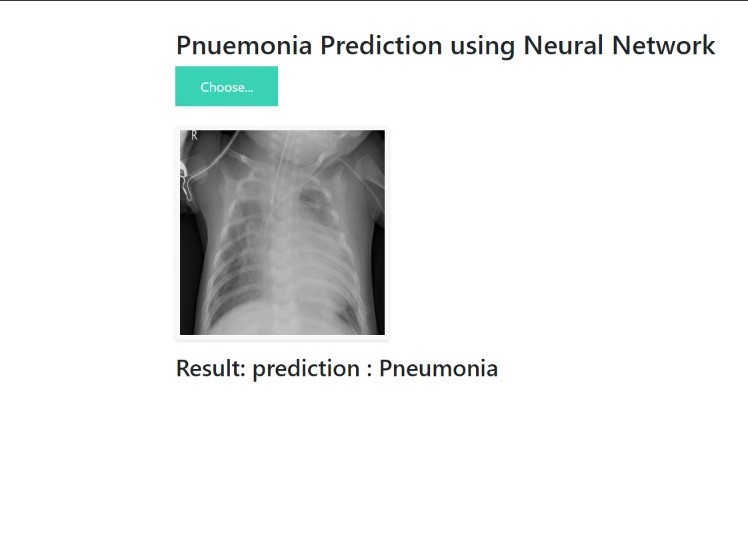 Pnuemonia Prediction using Neural Network
Choose...
R
Result: prediction : Pneumonia